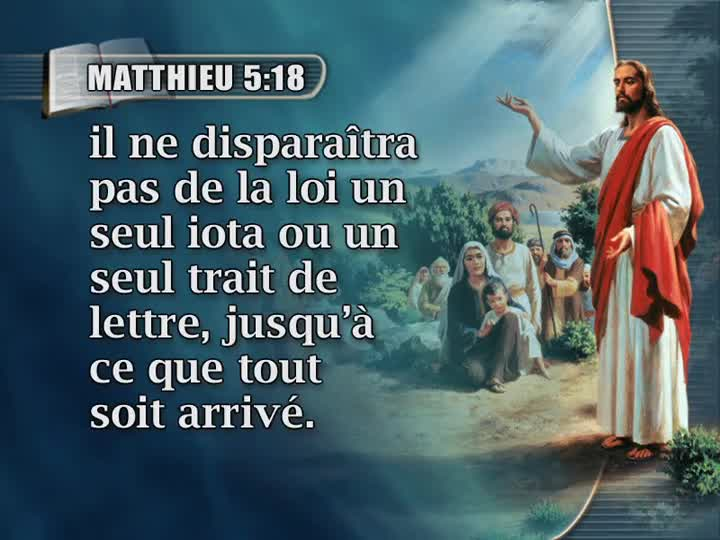 MATTHIEU 5:18
il ne disparaîtra
pas de la loi un
seul iota ou un
seul trait de
lettre, jusqu’à
ce que tout
soit arrivé.